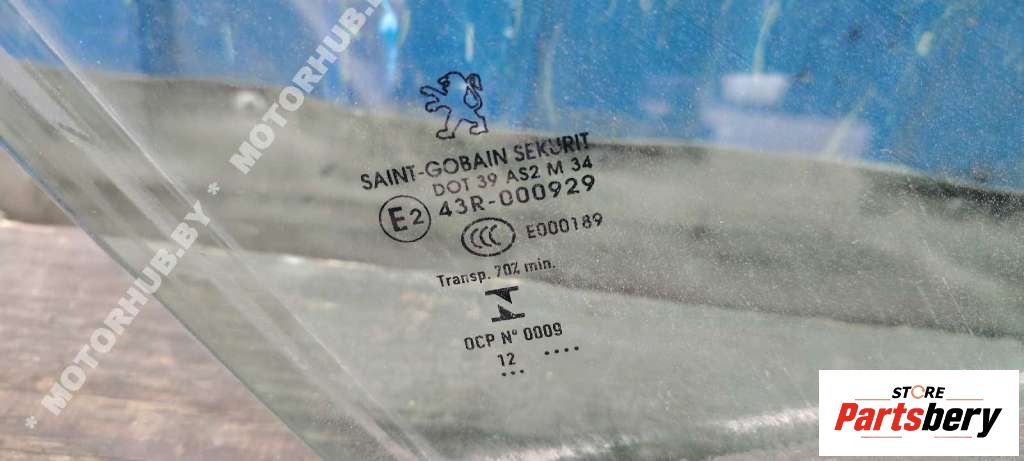 SAINT-GOBAIN SEKURIT
DOT 39 AS2 M 34
E2 43R-000929
CCC E000189
Transp. 70% min.
OCP N° 0009
12 ....
...
* MOTORHUB.BY * MOTORHUB.BY
STORE
Partsbery